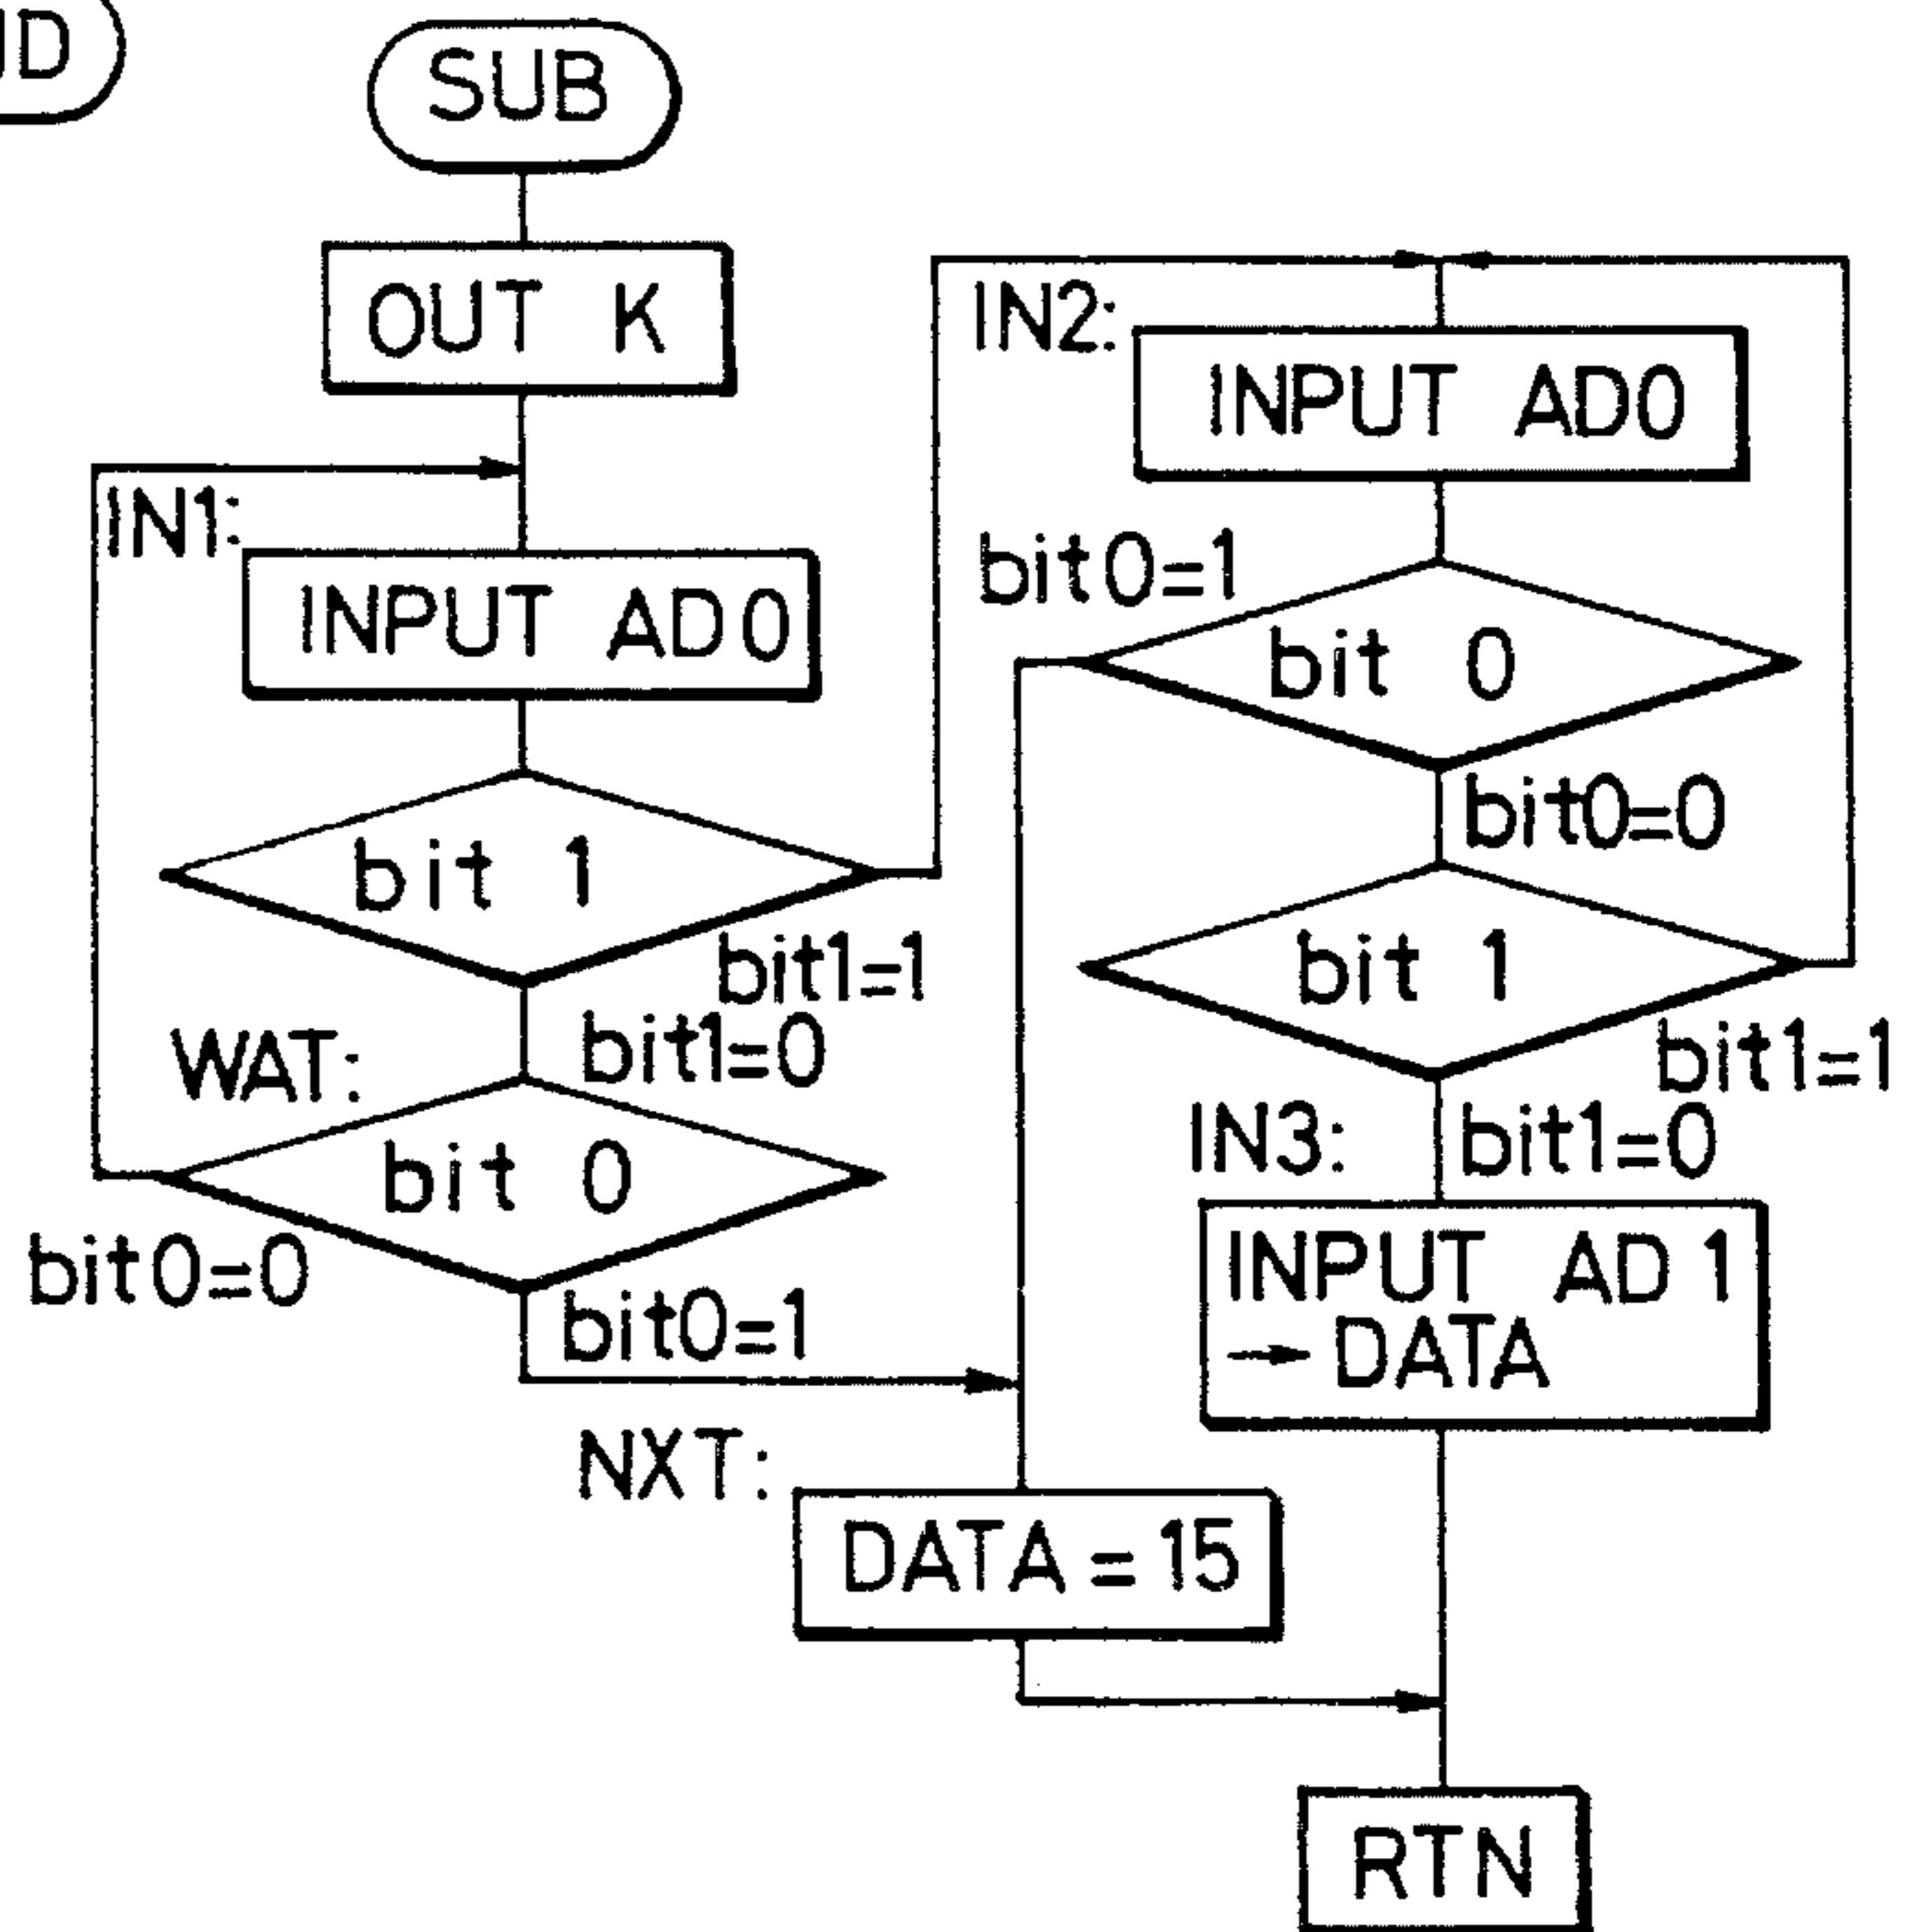 SUB
OUT K
IN1:
INPUT AD0
bit 1
bit1=1
bit1=0
WAT:
bit 0
bit0=0
bit0=1
IN2:
INPUT AD0
bit0=1
bit 0
bit0=0
bit 1
bit1=1
IN3:
bit1=0
INPUT AD 1
→ DATA
NXT:
DATA = 15
RTN